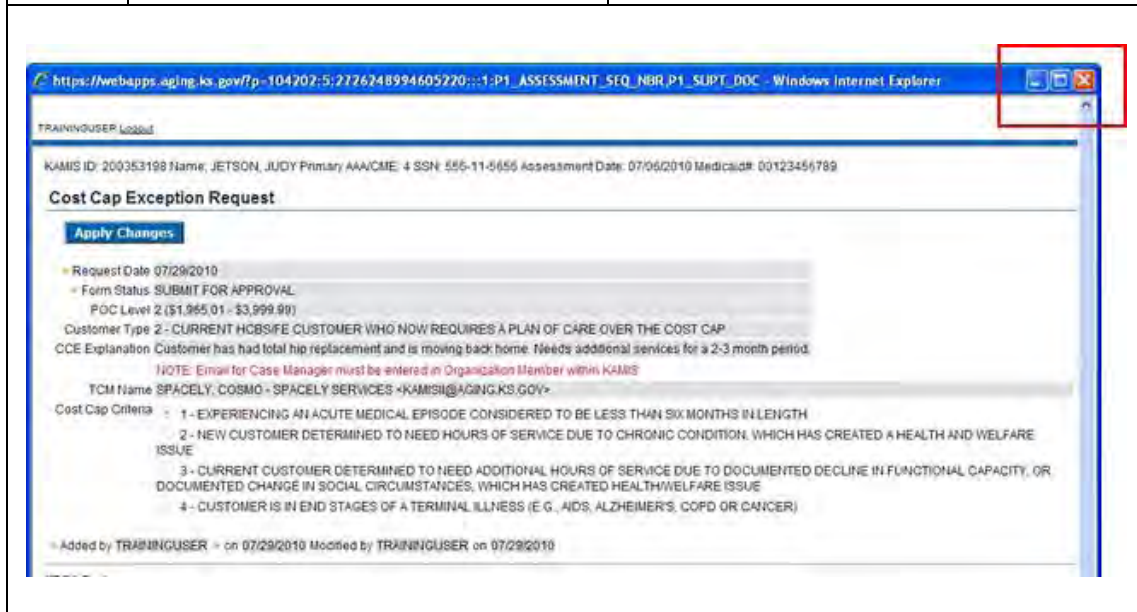 https://webapps.aging.ks.gov/?p=104202:5:2726248994605220:::1:P1_ASSESSMENT_SEQ_NBR,P1_SUPT_DOC - Windows Internet Explorer
TRAININGUSER Logout
KAMIS ID: 200353198 Name: JETSON, JUDY Primary AAA/CME: 4 SSN: 555-11-5655 Assessment Date: 07/06/2010 Medicaid#: 00123456789
Cost Cap Exception Request
Apply Changes
Request Date 07/29/2010
Form Status SUBMIT FOR APPROVAL
POC Level 2 ($1,965.01 - $3,999.99)
Customer Type 2 - CURRENT HCBS/FE CUSTOMER WHO NOW REQUIRES A PLAN OF CARE OVER THE COST CAP
CCE Explanation Customer has had total hip replacement and is moving back home. Needs additional services for a 2-3 month period.
NOTE: Email for Case Manager must be entered in Organization Member within KAMIS
TCM Name SPACELY, COSMO - SPACELY SERVICES <KAMISII@AGING.KS.GOV>
Cost Cap Criteria 1 - EXPERIENCING AN ACUTE MEDICAL EPISODE CONSIDERED TO BE LESS THAN SIX MONTHS IN LENGTH
2 - NEW CUSTOMER DETERMINED TO NEED HOURS OF SERVICE DUE TO CHRONIC CONDITION, WHICH HAS CREATED A HEALTH AND WELFARE
ISSUE
3 - CURRENT CUSTOMER DETERMINED TO NEED ADDITIONAL HOURS OF SERVICE DUE TO DOCUMENTED DECLINE IN FUNCTIONAL CAPACITY, OR
DOCUMENTED CHANGE IN SOCIAL CIRCUMSTANCES, WHICH HAS CREATED HEALTH/WELFARE ISSUE
4 - CUSTOMER IS IN END STAGES OF A TERMINAL ILLNESS (E.G., AIDS, ALZHEIMER'S, COPD OR CANCER)
Added by TRAININGUSER on 07/29/2010 Modified by TRAININGUSER on 07/29/2010